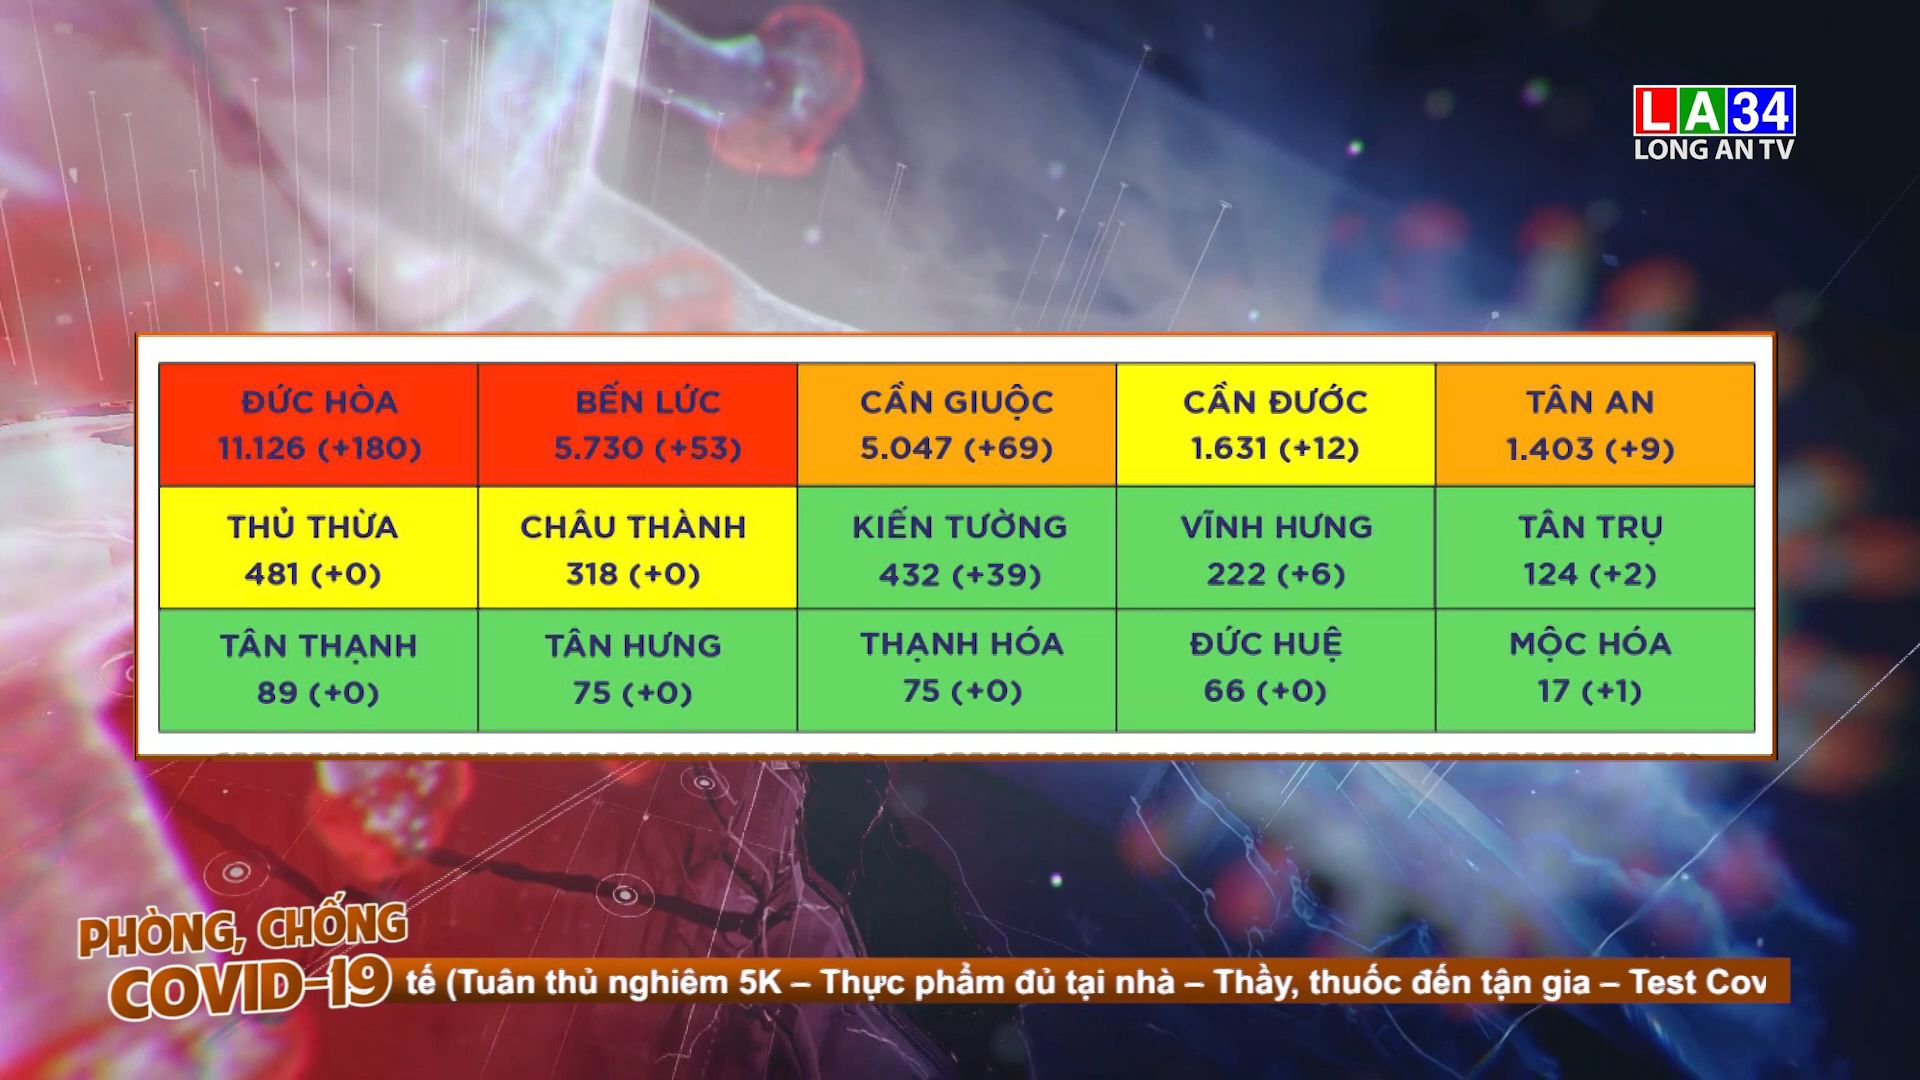 LA34
LONG AN TV
ĐỨC HÒA
11.126 (+180)
BẾN LỨC
5.730 (+53)
CẦN GIUỘC
5.047 (+69)
CẦN ĐƯỚC
1.631 (+12)
TÂN AN
1.403 (+9)
THỦ THỪA
481 (+0)
CHÂU THÀNH
318 (+0)
KIẾN TƯỜNG
432 (+39)
VĨNH HƯNG
222 (+6)
TÂN TRỤ
124 (+2)
TÂN THẠNH
89 (+0)
TÂN HƯNG
75 (+0)
THẠNH HÓA
75 (+0)
ĐỨC HUỆ
66 (+0)
MỘC HÓA
17 (+1)
PHÒNG, CHỐNG
COVID-19
tế (Tuân thủ nghiêm 5K – Thực phẩm đủ tại nhà – Thầy, thuốc đến tận gia – Test Cov